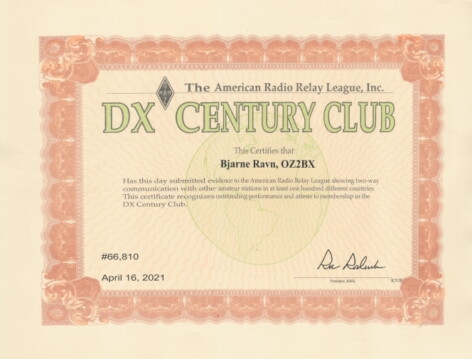 The American Radio Relay League, Inc.
DX CENTURY CLUB
This Certifies that
Bjarne Ravn, OZ2BX
Has this day submitted evidence to the American Radio Relay League showing two-way
communication with other amateur stations in at least one hundred different countries.
This certificate recognizes outstanding performance and attests to membership in the
DX Century Club.
#66,810
April 16, 2021
President, ARRL